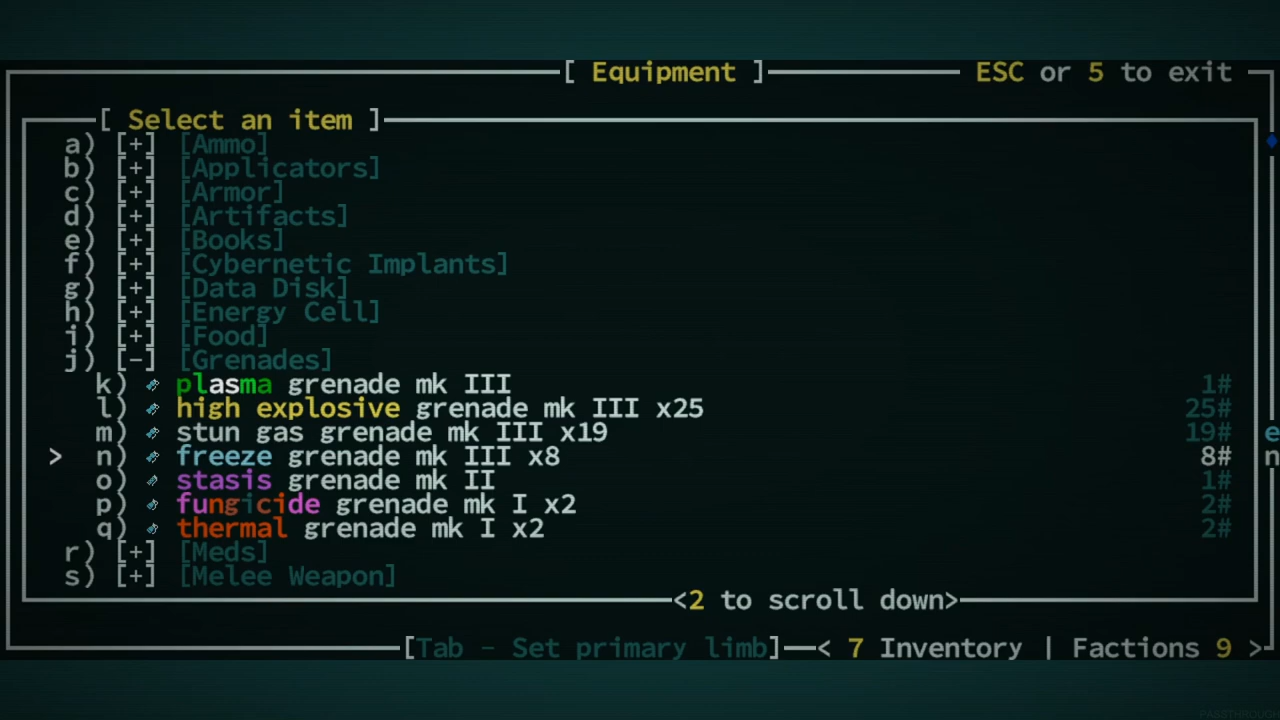 [ Equipment ] ESC or 5 to exit
[ Select an item ]
a) [+] [Ammo]
b) [+] [Applicators]
c) [+] [Armor]
d) [+] [Artifacts]
e) [+] [Books]
f) [+] [Cybernetic Implants]
g) [+] [Data Disk]
h) [+] [Energy Cell]
i) [+] [Food]
j) [-] [Grenades]
k) plasma grenade mk III 1#
l) high explosive grenade mk III x25 25#
m) stun gas grenade mk III x19 19#
> n) freeze grenade mk III x8 8#
o) stasis grenade mk II 1#
p) fungicide grenade mk I x2 2#
q) thermal grenade mk I x2 2#
r) [+] [Meds]
s) [+] [Melee Weapon]
<2 to scroll down>
[Tab - Set primary limb] < 7 Inventory | Factions 9 >